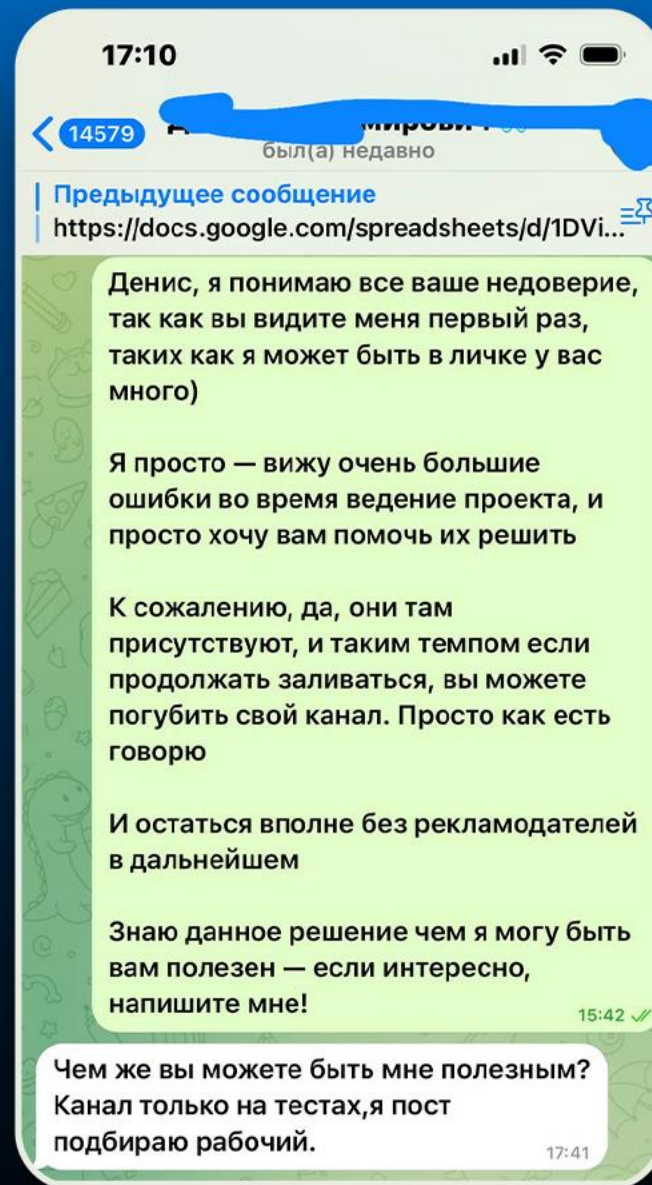 17:10
14579
был(а) недавно
Предыдущее сообщение
https://docs.google.com/spreadsheets/d/1DVi...
Денис, я понимаю все ваше недоверие,
так как вы видите меня первый раз,
таких как я может быть в личке у вас
много)
Я просто — вижу очень большие
ошибки во время ведение проекта, и
просто хочу вам помочь их решить
К сожалению, да, они там
присутствуют, и таким темпом если
продолжать заливаться, вы можете
погубить свой канал. Просто как есть
говорю
И остаться вполне без рекламодателей
в дальнейшем
Знаю данное решение чем я могу быть
вам полезен — если интересно,
напишите мне!
15:42
Чем же вы можете быть мне полезным?
Канал только на тестах,я пост
подбираю рабочий.
17:41